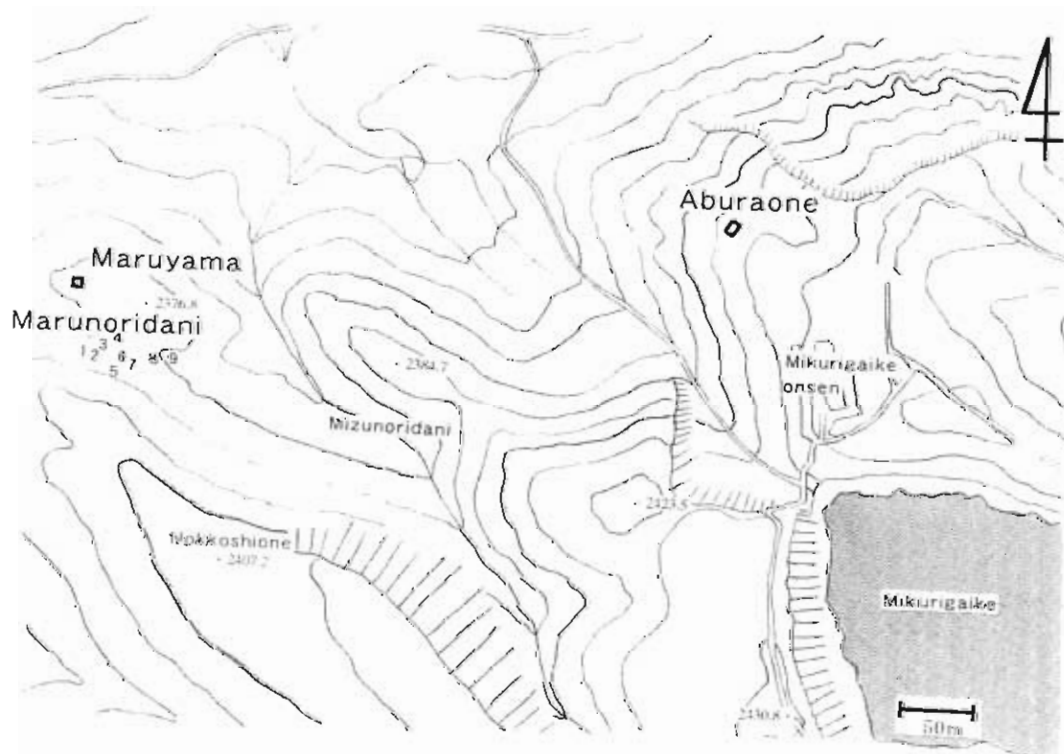 Aburaone
Maruyama
2376.8
Marunoridani
1 2 3 4
5 6 7 8 9
2384.7
Mikurigaike
onsen
Mizunoridani
2423.5
Nokkoshione
2407.2
Mikurigaike
2430.8
50m